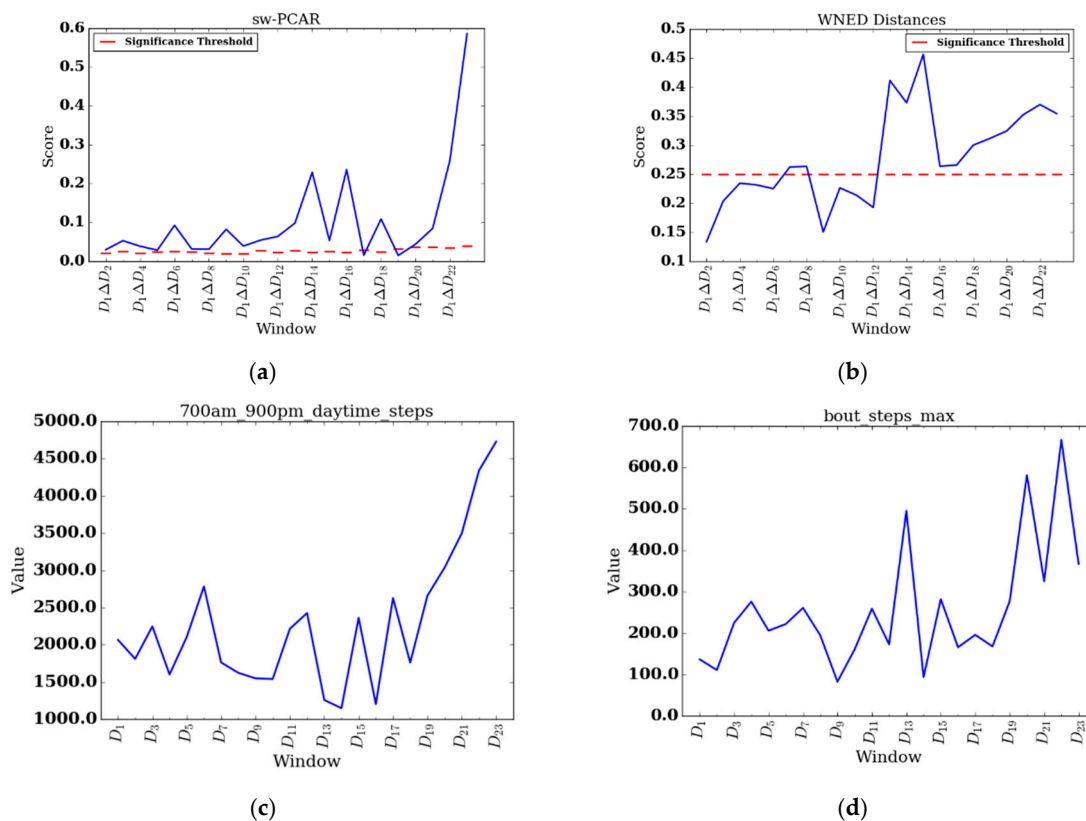 sw-PCAR
0.6
0.5
0.4
0.3
0.2
0.1
0.0
Score
Significance Threshold
D₁ΔD₂
D₁ΔD₄
D₁ΔD₆
D₁ΔD₈
D₁ΔD₁₀
D₁ΔD₁₂
D₁ΔD₁₄
D₁ΔD₁₆
D₁ΔD₁₈
D₁ΔD₂₀
D₁ΔD₂₂
Window
(a)
WNED Distances
0.5
0.45
0.4
0.35
0.3
0.25
0.2
0.15
0.1
Score
Significance Threshold
D₁ΔD₂
D₁ΔD₄
D₁ΔD₆
D₁ΔD₈
D₁ΔD₁₀
D₁ΔD₁₂
D₁ΔD₁₄
D₁ΔD₁₆
D₁ΔD₁₈
D₁ΔD₂₀
D₁ΔD₂₂
Window
(b)
700am_900pm_daytime_steps
5000.0
4500.0
4000.0
3500.0
3000.0
2500.0
2000.0
1500.0
1000.0
Value
D₁
D₃
D₅
D₇
D₉
D₁₁
D₁₃
D₁₅
D₁₇
D₁₉
D₂₁
D₂₃
Window
(c)
bout_steps_max
700.0
600.0
500.0
400.0
300.0
200.0
100.0
0.0
Value
D₁
D₃
D₅
D₇
D₉
D₁₁
D₁₃
D₁₅
D₁₇
D₁₉
D₂₁
D₂₃
Window
(d)